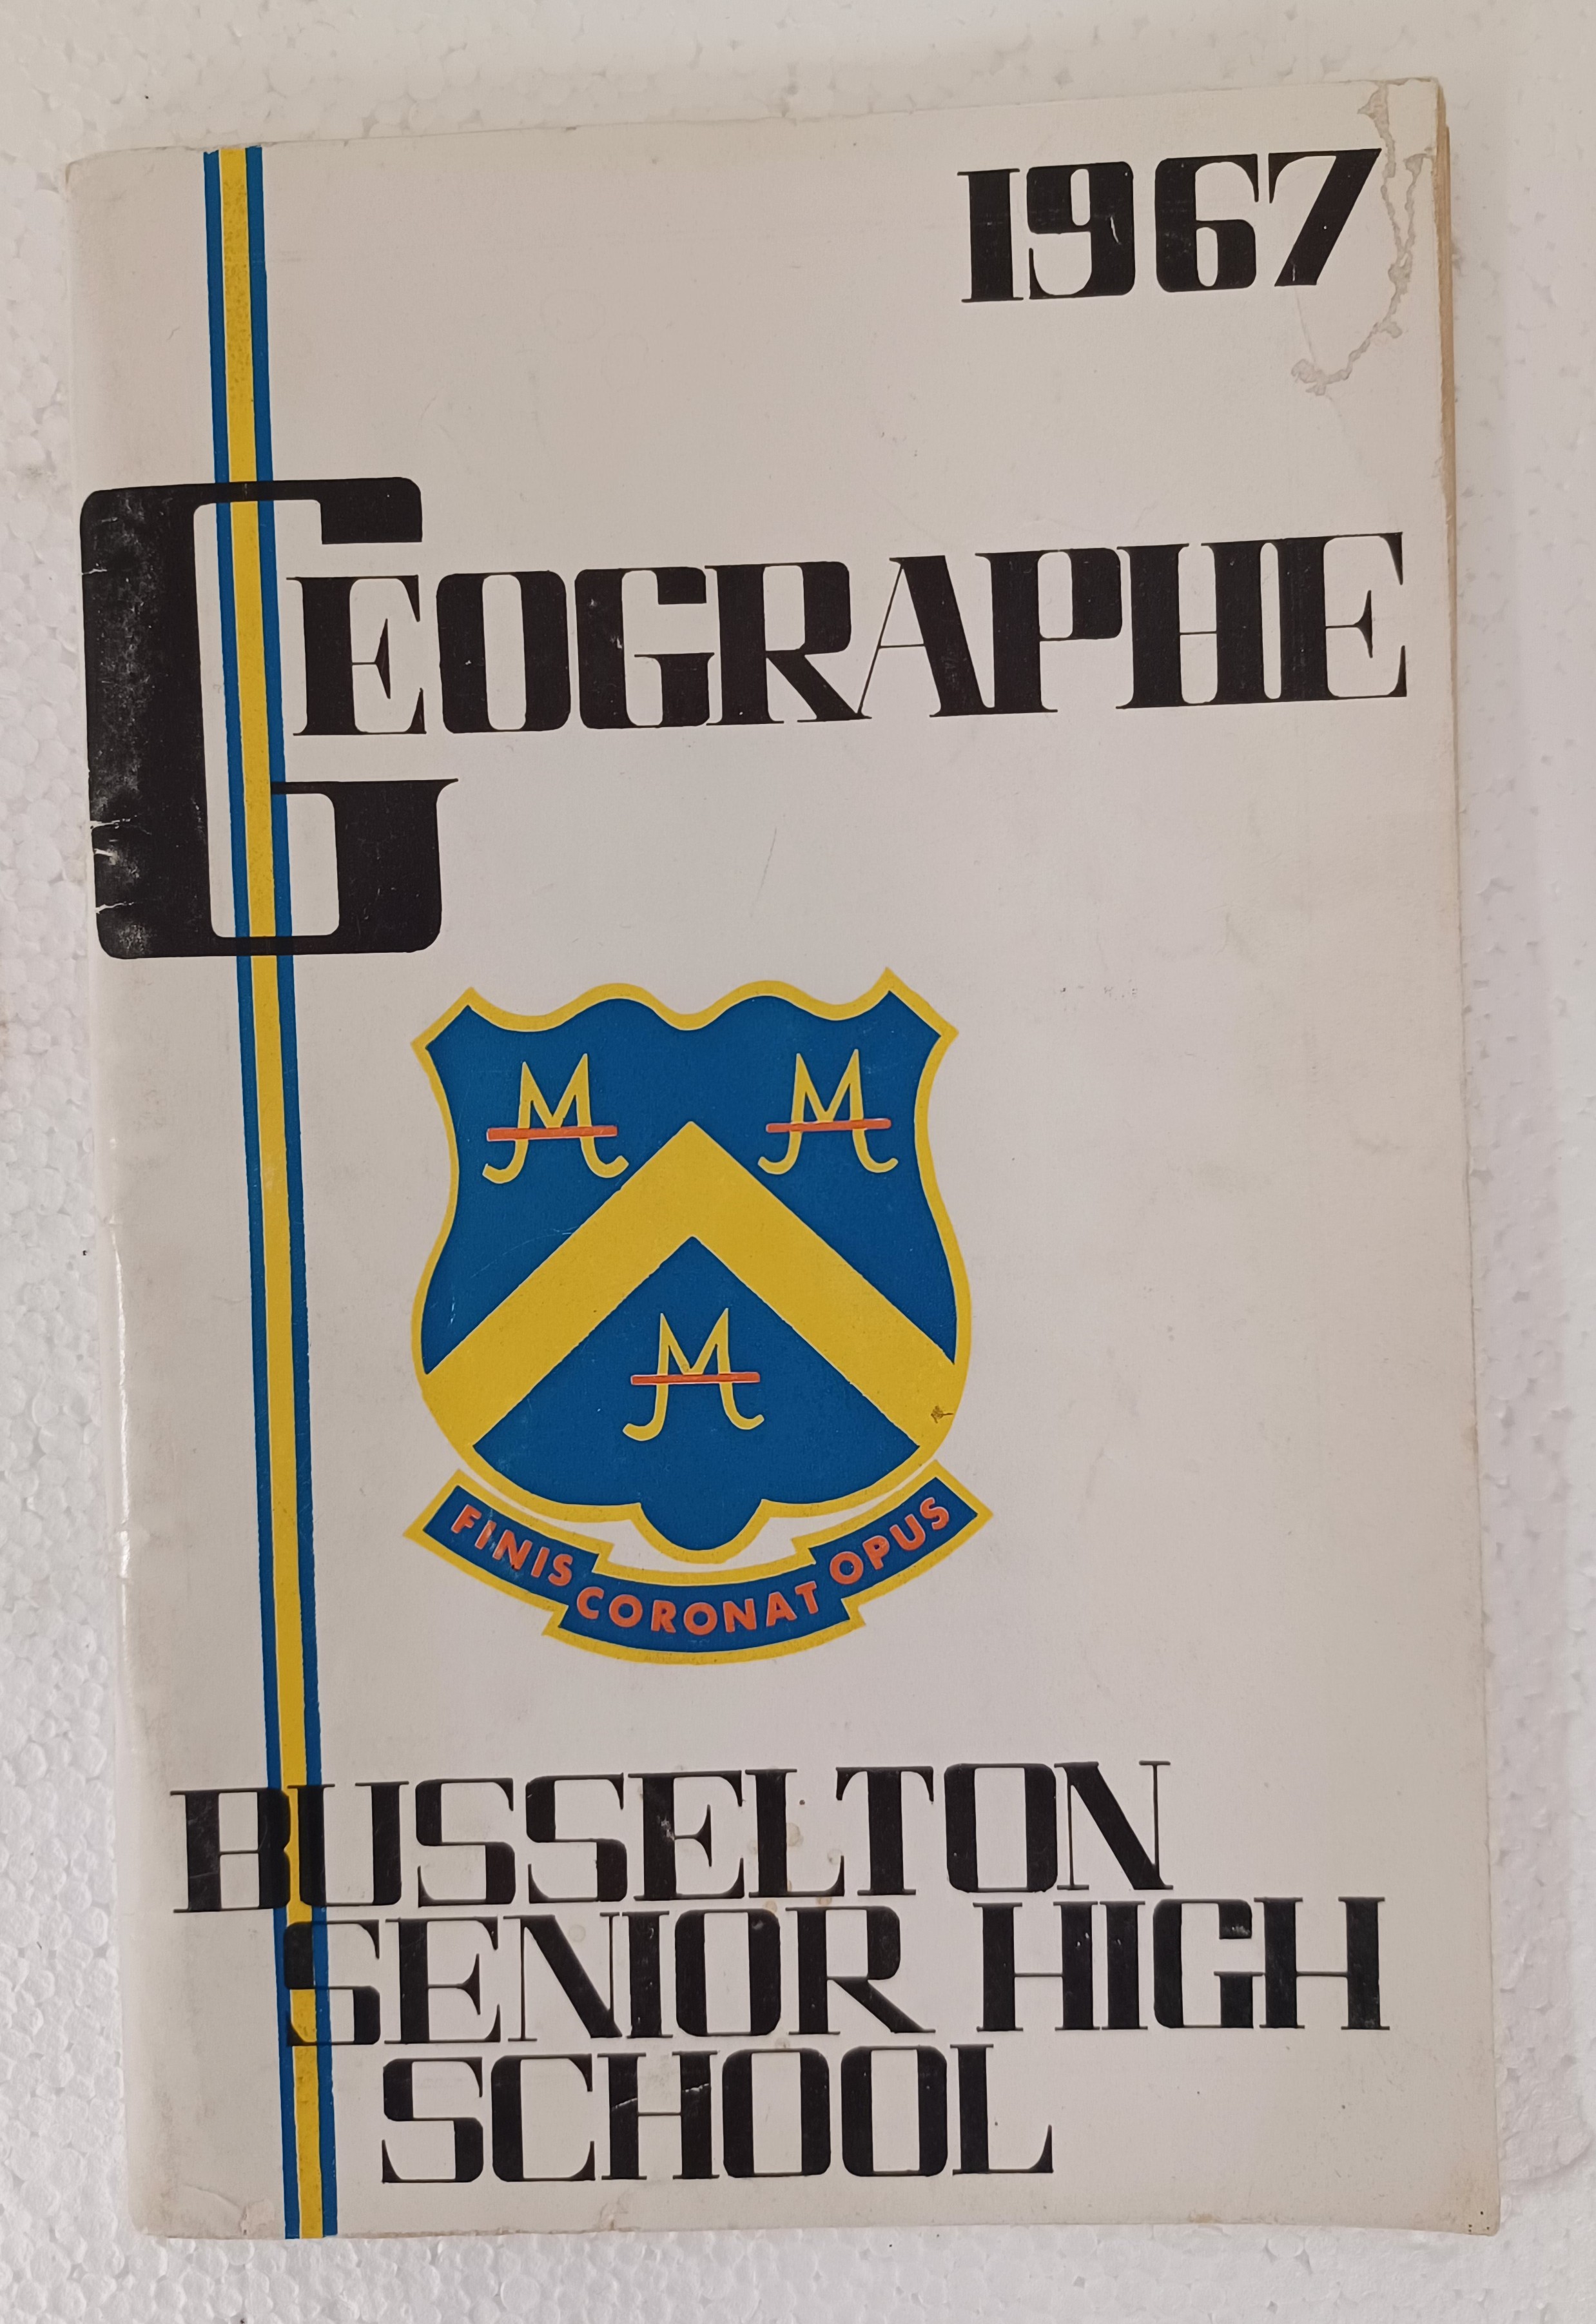 1967
GEOGRAPHE
M M
M
FINIS CORONAT OPUS
BUSSELTON
SENIOR HIGH
SCHOOL